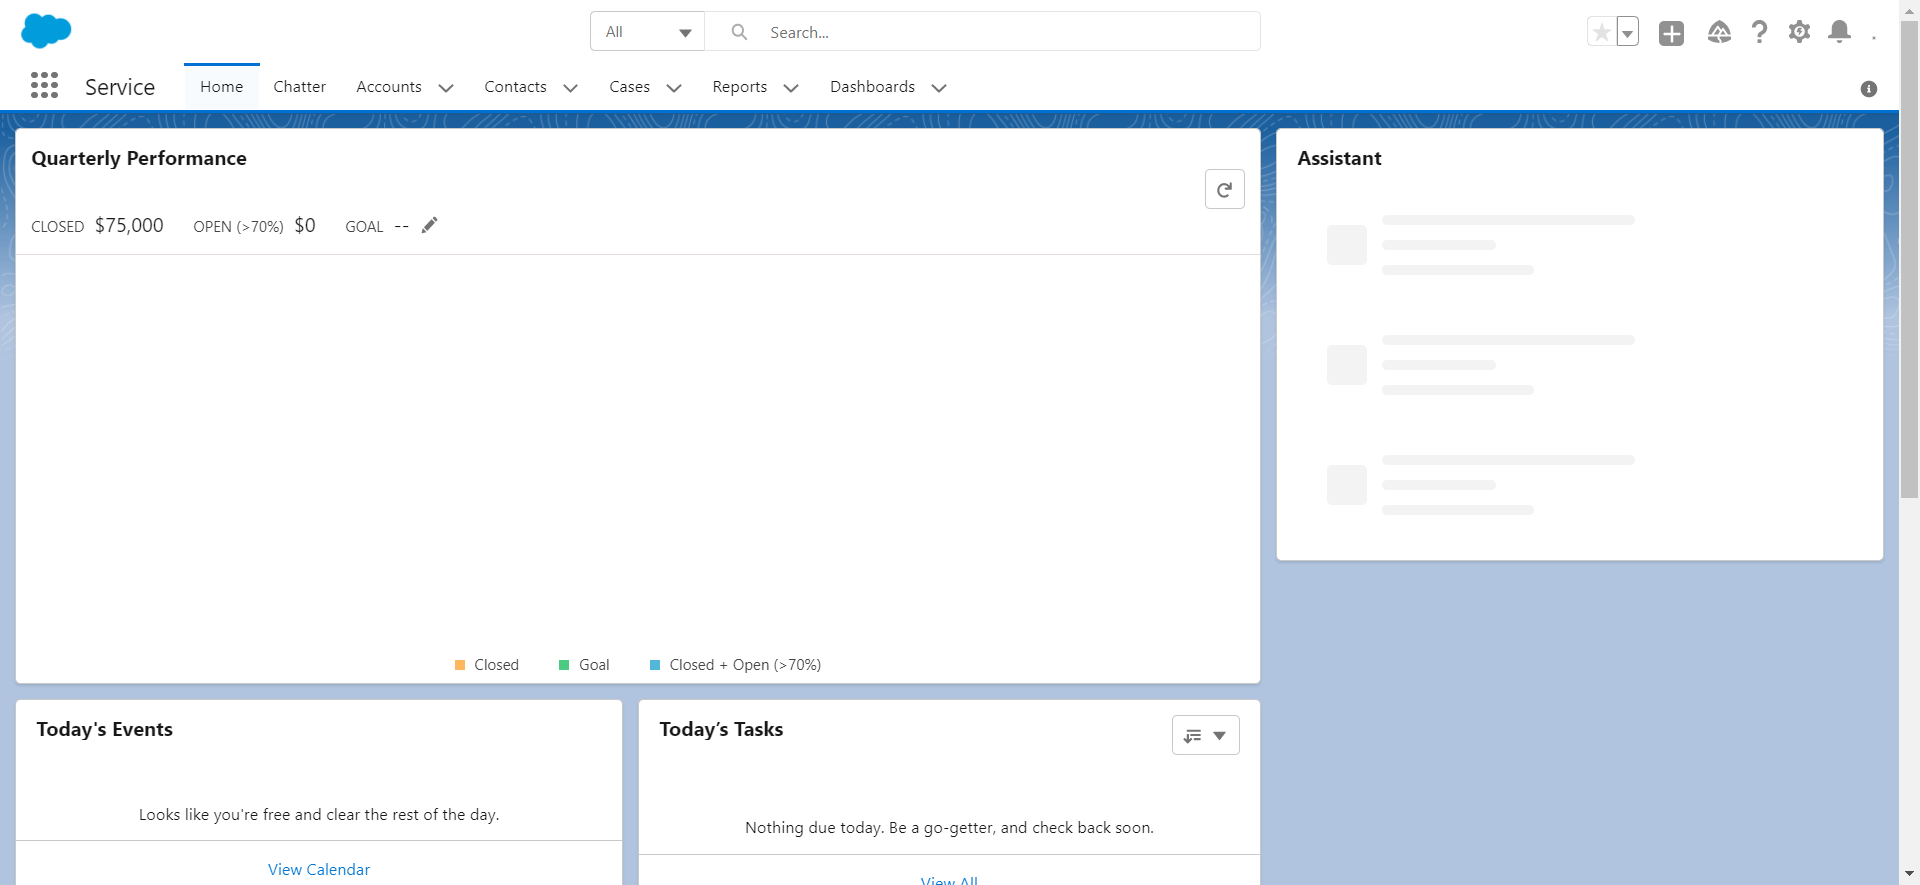 All
Search...
Service
Home
Chatter
Accounts
Contacts
Cases
Reports
Dashboards
Quarterly Performance
CLOSED $75,000 OPEN (>70%) $0 GOAL --
Closed
Goal
Closed + Open (>70%)
Assistant
Today's Events
Looks like you're free and clear the rest of the day.
View Calendar
Today’s Tasks
Nothing due today. Be a go-getter, and check back soon.
View All